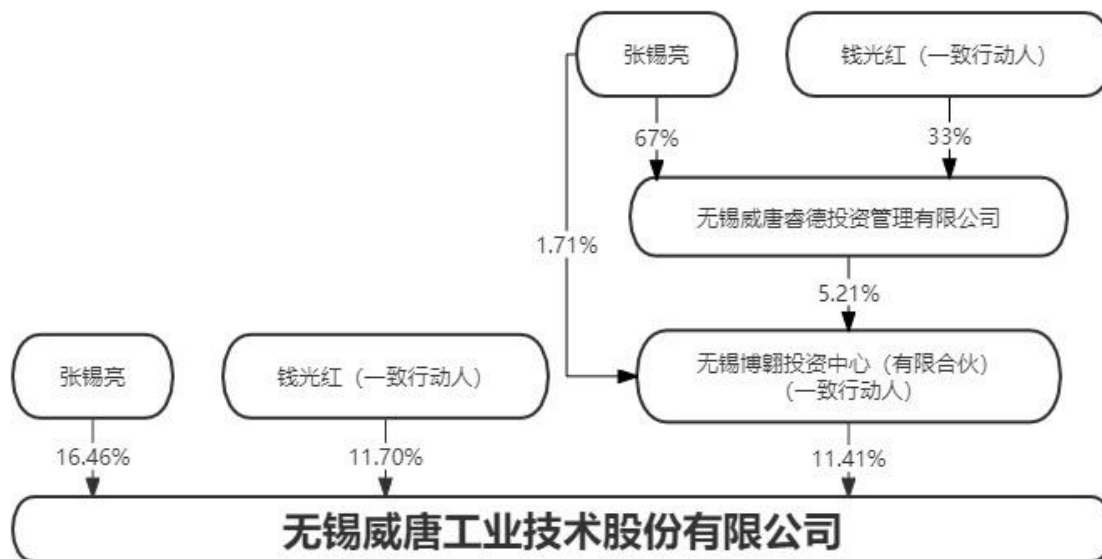 张锡亮
钱光红（一致行动人）
67%
33%
无锡威唐睿德投资管理有限公司
1.71%
5.21%
张锡亮
钱光红（一致行动人）
无锡博翱投资中心（有限合伙）
（一致行动人）
16.46%
11.70%
11.41%
无锡威唐工业技术股份有限公司